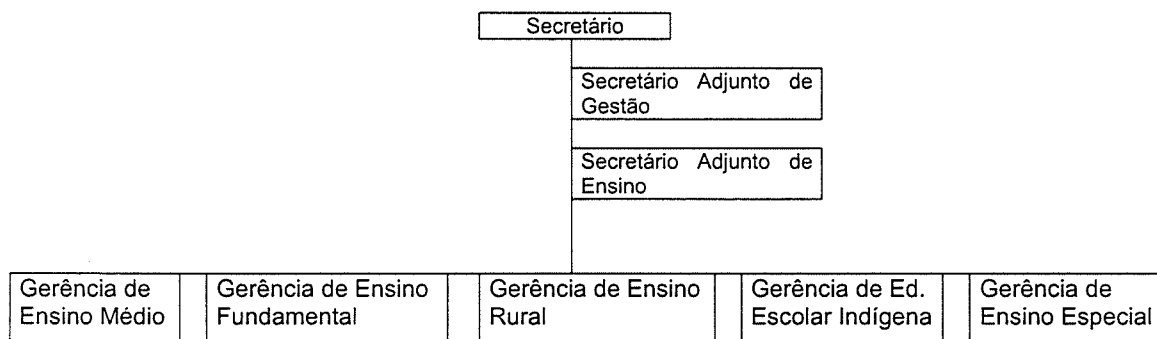 Secretário
Secretário Adjunto de
Gestão
Secretário Adjunto de
Ensino
Gerência de
Ensino Médio
Gerência de Ensino
Fundamental
Gerência de Ensino
Rural
Gerência de Ed.
Escolar Indígena
Gerência de
Ensino Especial